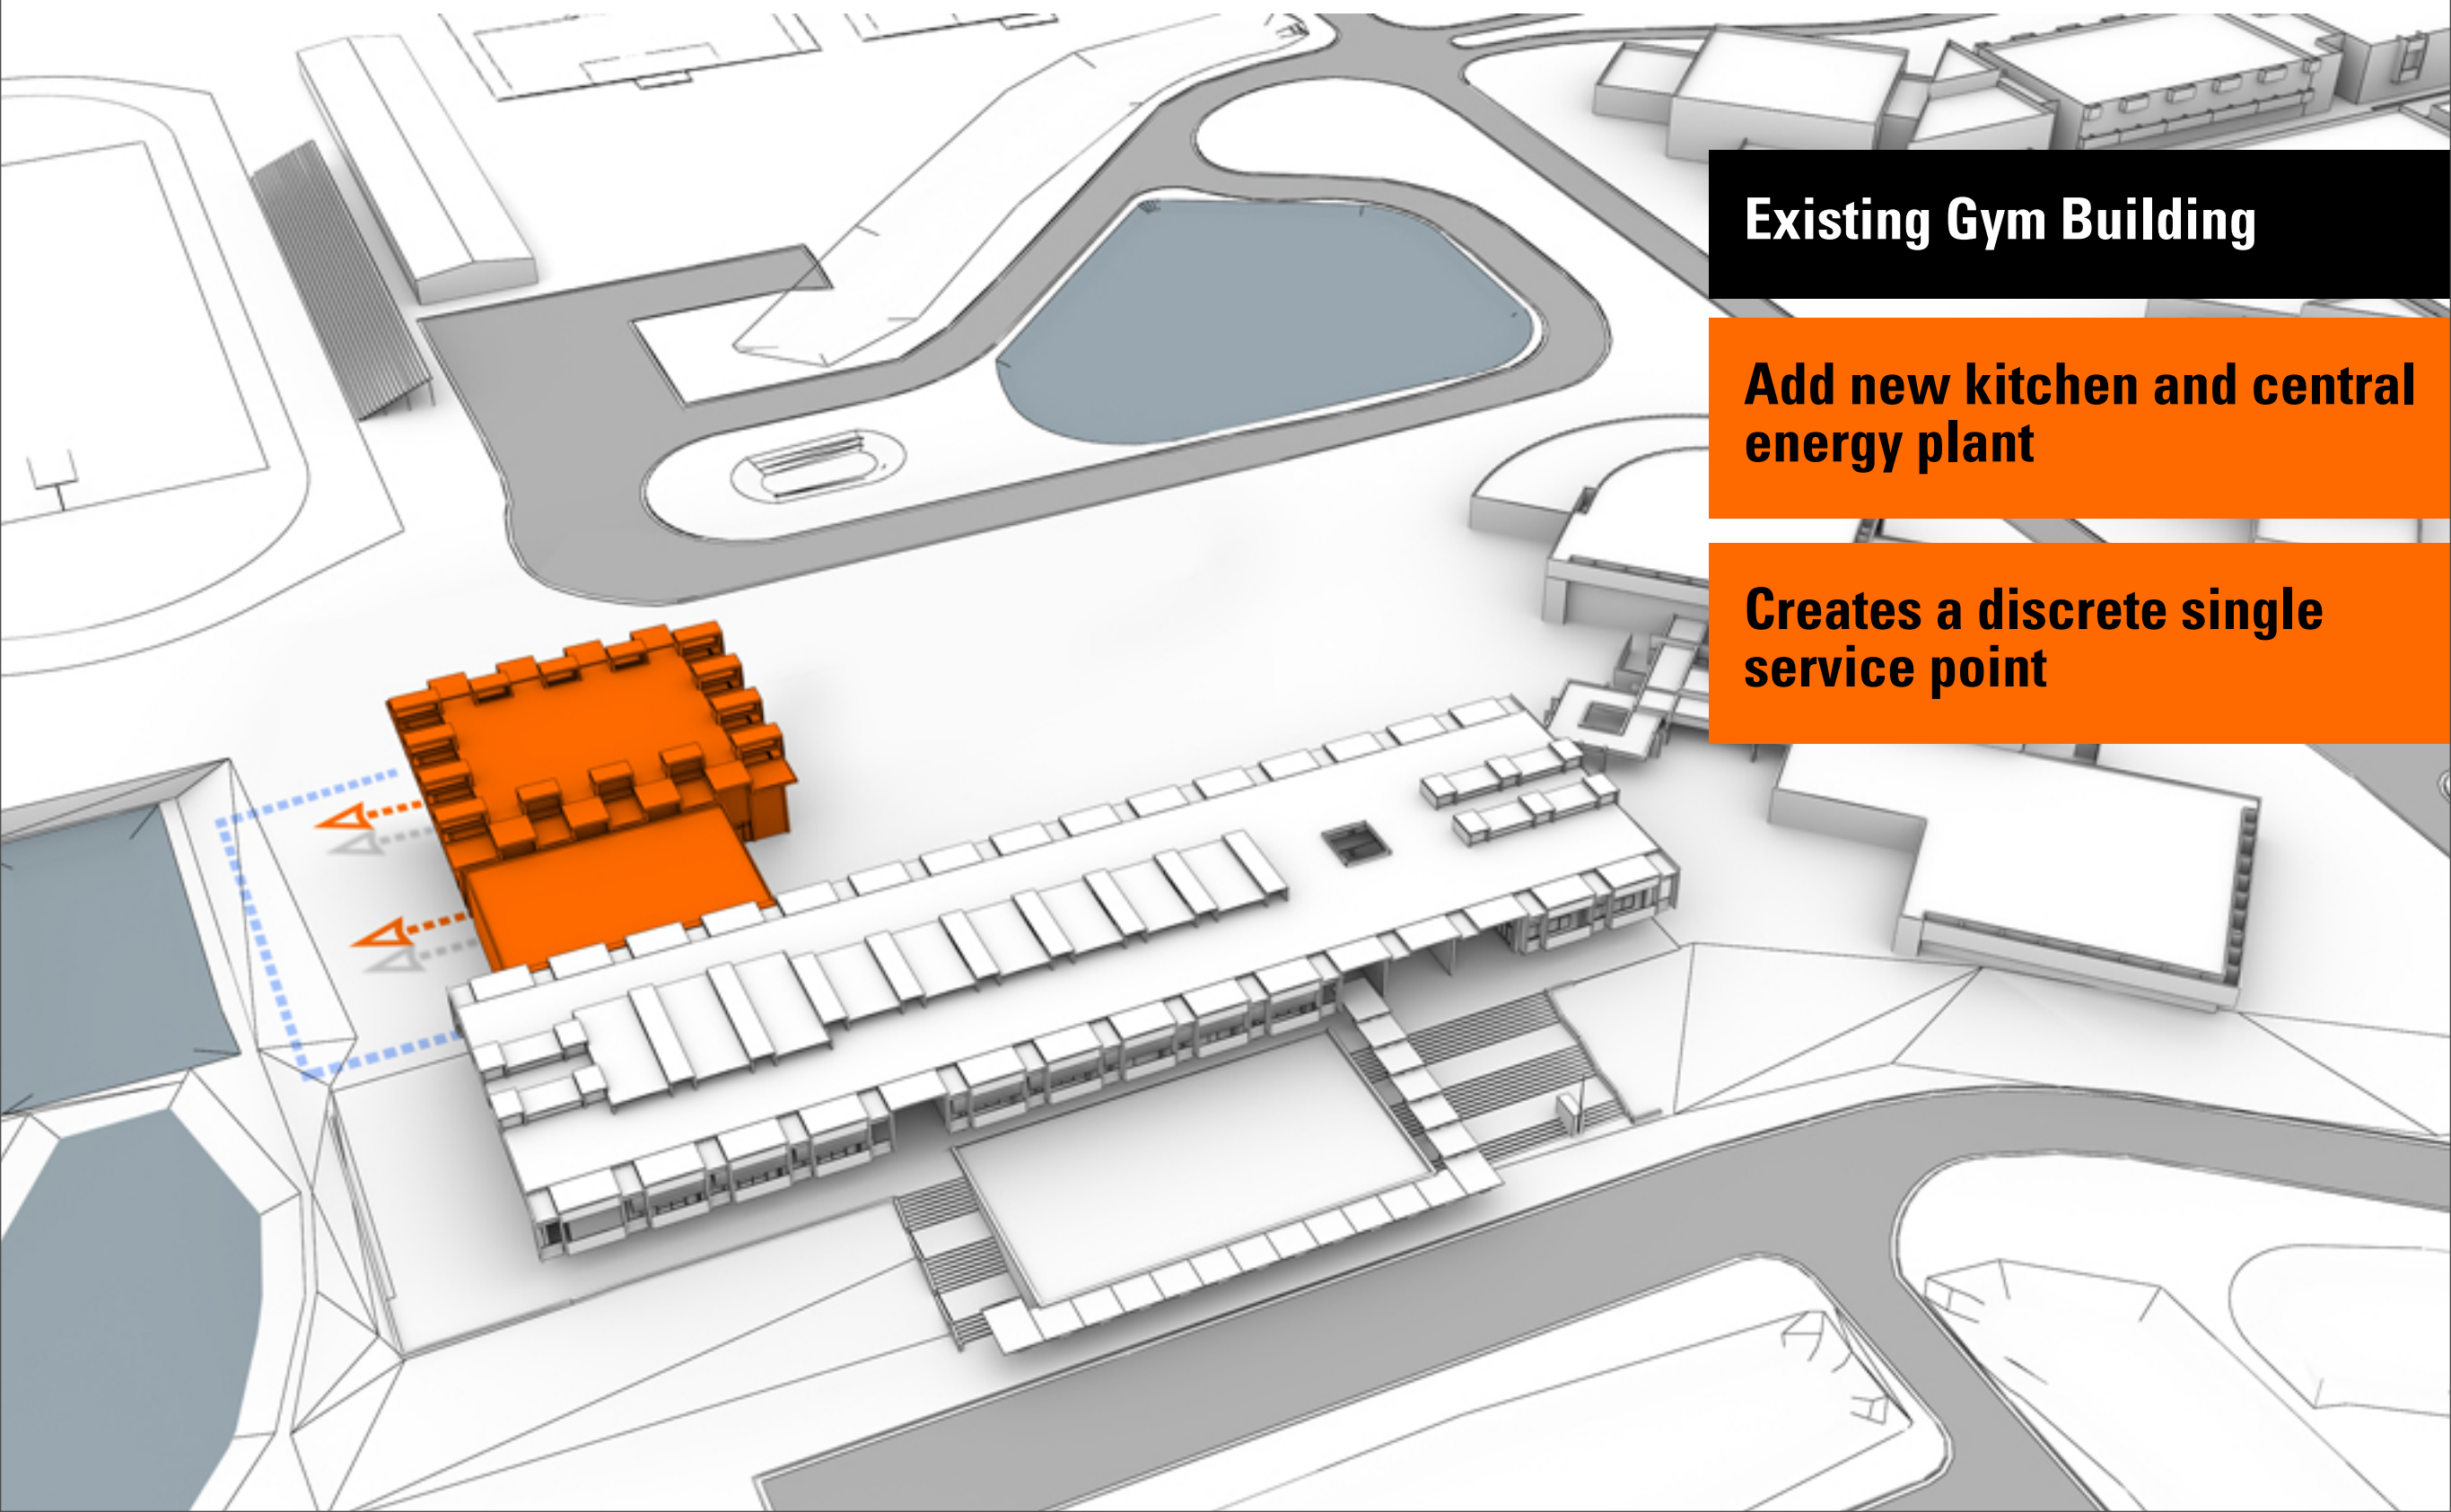 Existing Gym Building
Add new kitchen and central
energy plant
Creates a discrete single
service point